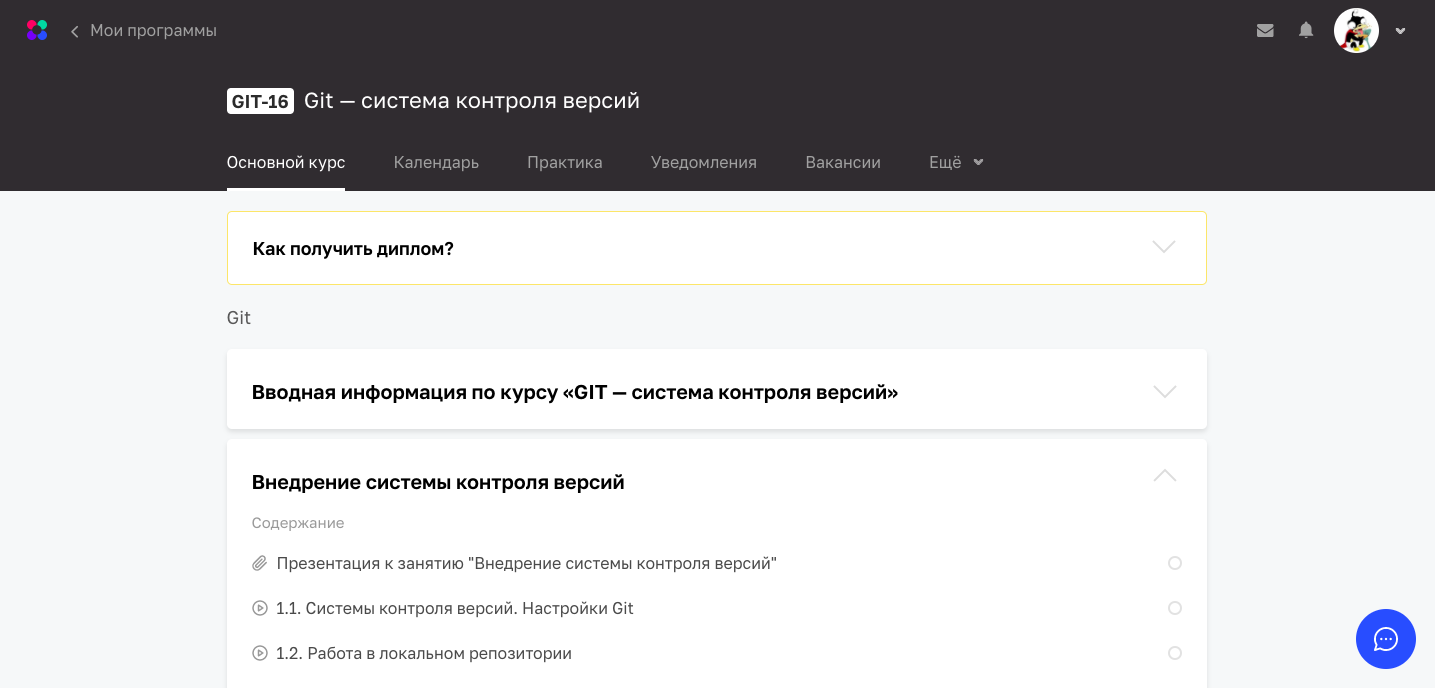 Мои программы
GIT-16 Git — система контроля версий
Основной курс Календарь Практика Уведомления Вакансии Ещё
Как получить диплом?
Git
Вводная информация по курсу «GIT — система контроля версий»
Внедрение системы контроля версий
Содержание
Презентация к занятию "Внедрение системы контроля версий"
1.1. Системы контроля версий. Настройки Git
1.2. Работа в локальном репозитории